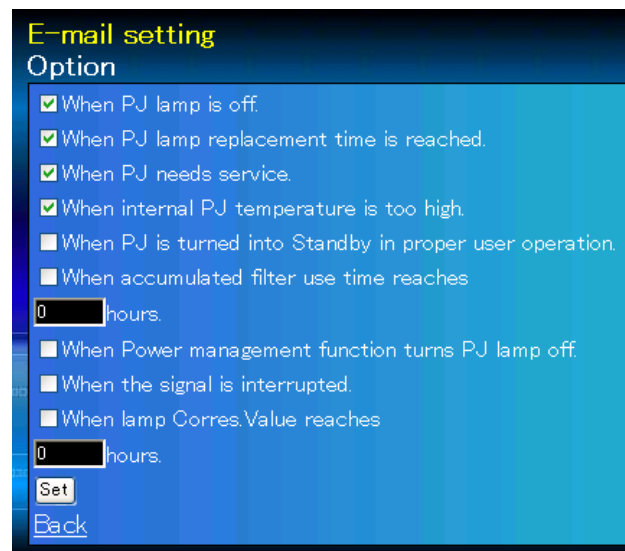 E-mail setting
Option
When PJ lamp is off.
When PJ lamp replacement time is reached.
When PJ needs service.
When internal PJ temperature is too high.
When PJ is turned into Standby in proper user operation.
When accumulated filter use time reaches
0 hours.
When Power management function turns PJ lamp off.
When the signal is interrupted.
When lamp Corres.Value reaches
0 hours.
Set
Back